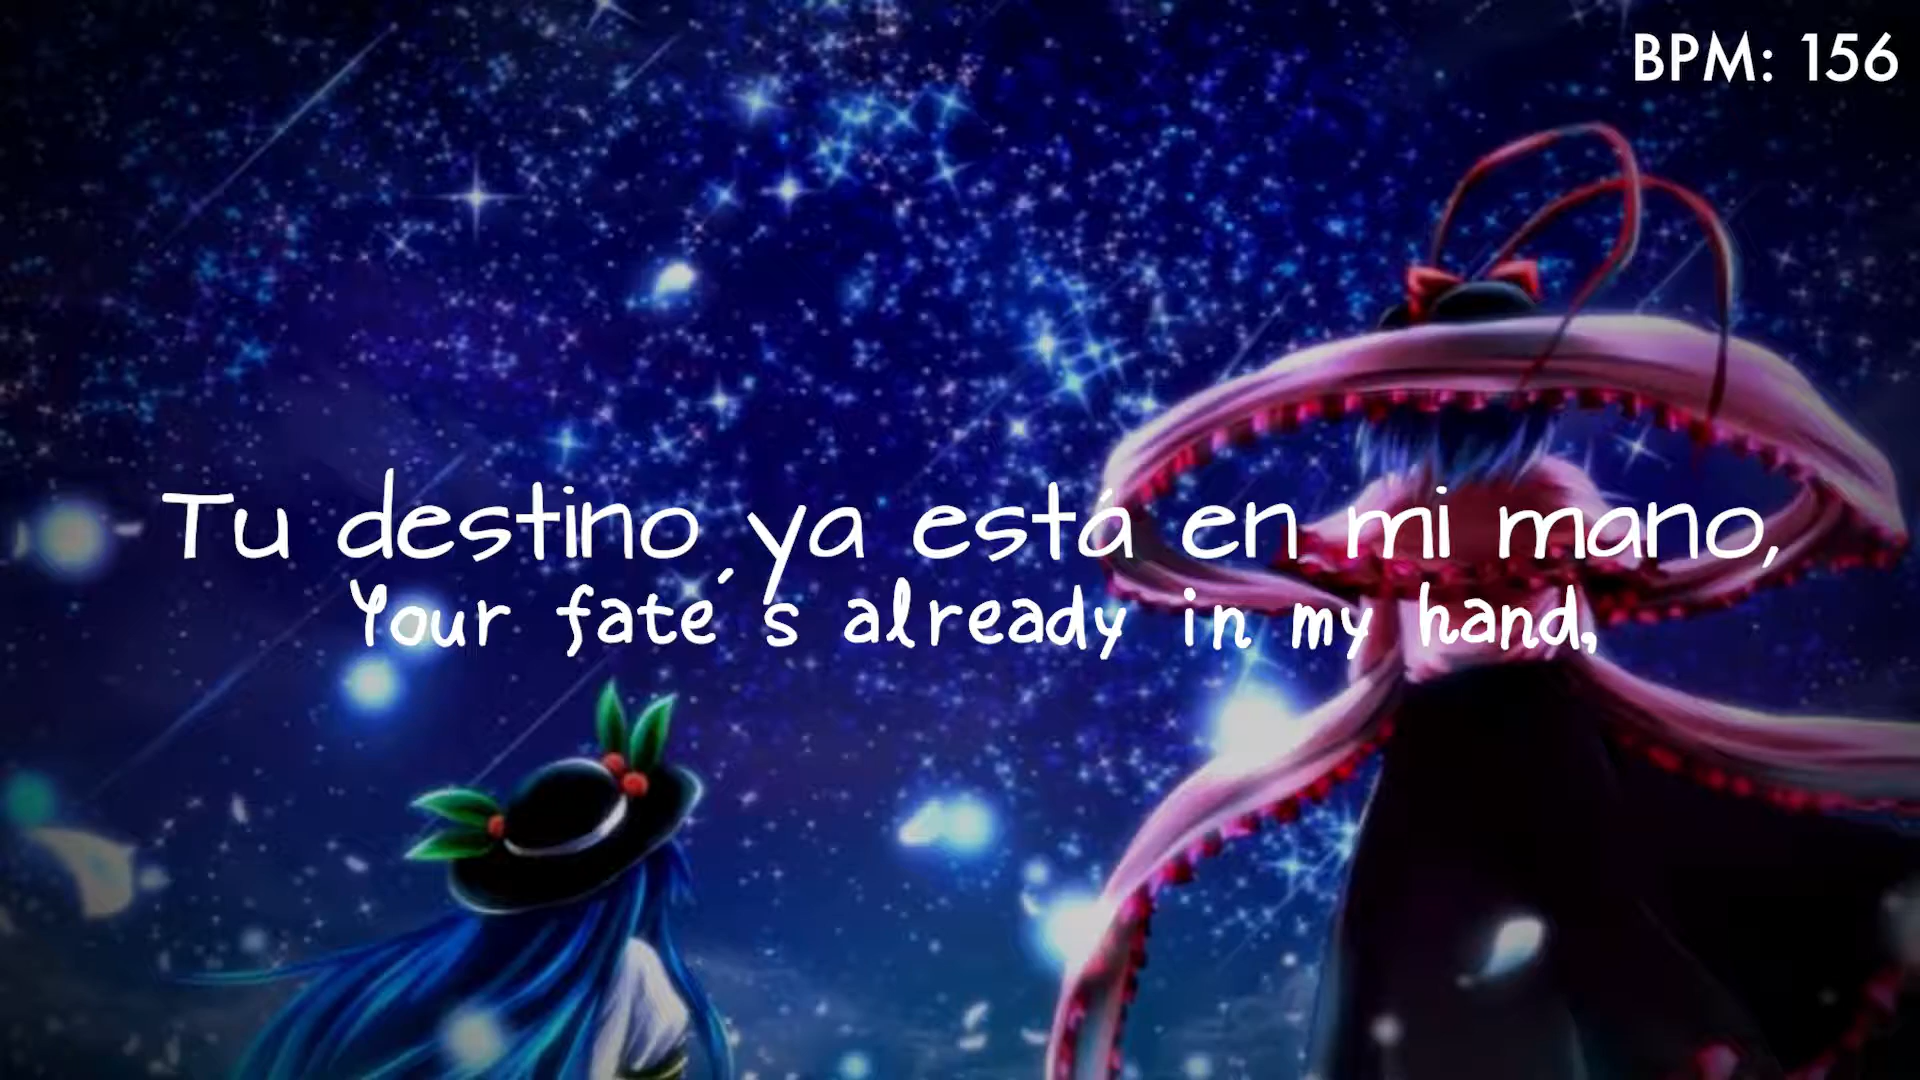 BPM: 156
Tu destino ya está en mi mano,
Your fate´s already in my hand,